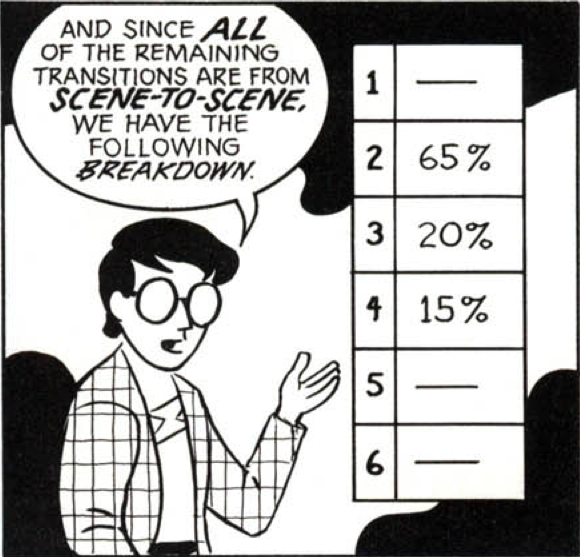 AND SINCE ALL
OF THE REMAINING
TRANSITIONS ARE FROM
SCENE-TO-SCENE,
WE HAVE THE
FOLLOWING
BREAKDOWN.
1 —
2 65%
3 20%
4 15%
5 —
6 —